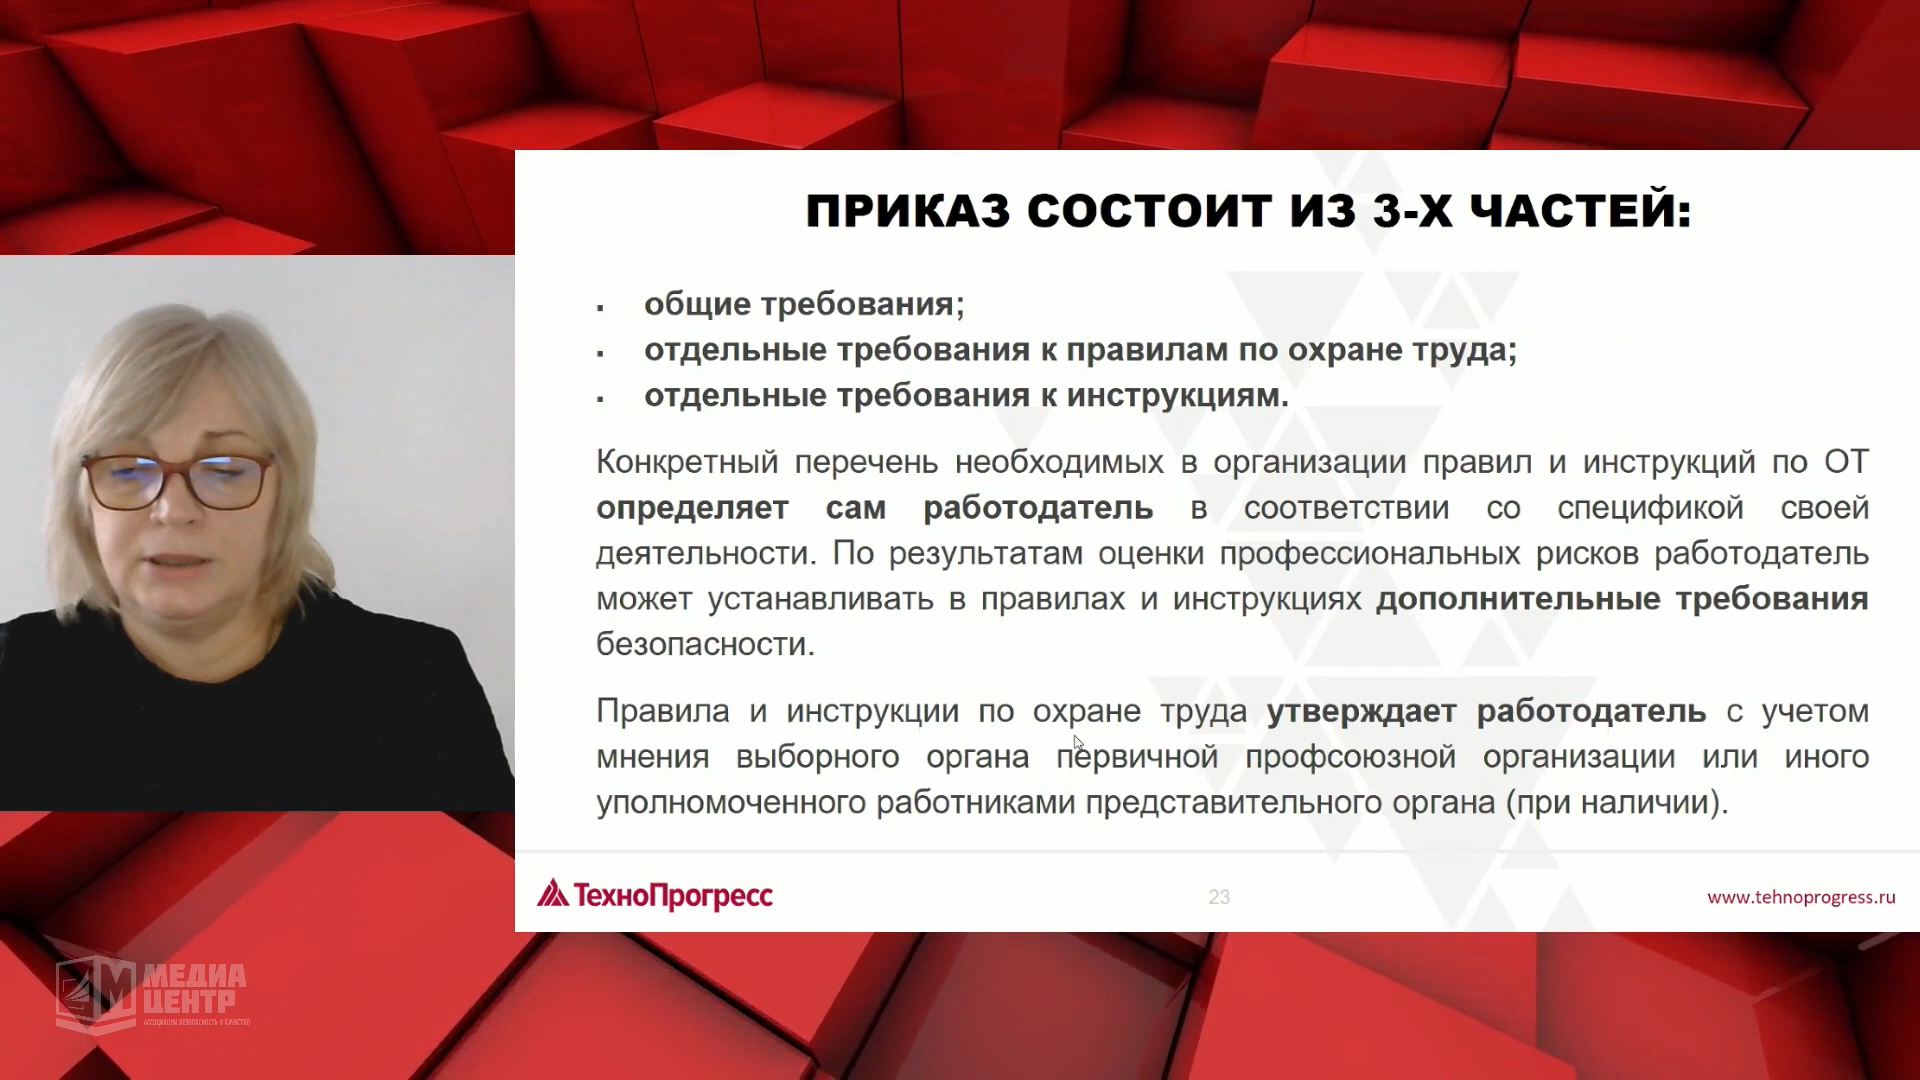 ПРИКАЗ СОСТОИТ ИЗ 3-Х ЧАСТЕЙ:
▪ общие требования;
▪ отдельные требования к правилам по охране труда;
▪ отдельные требования к инструкциям.
Конкретный перечень необходимых в организации правил и инструкций по ОТ
определяет сам работодатель в соответствии со спецификой своей
деятельности. По результатам оценки профессиональных рисков работодатель
может устанавливать в правилах и инструкциях дополнительные требования
безопасности.
Правила и инструкции по охране труда утверждает работодатель с учетом
мнения выборного органа первичной профсоюзной организации или иного
уполномоченного работниками представительного органа (при наличии).
ТехноПрогресс
23
www.tehnoprogress.ru
МЕДИА
ЦЕНТР
АССОЦИАЦИИ БЕЗОПАСНОСТЬ И КАЧЕСТВО